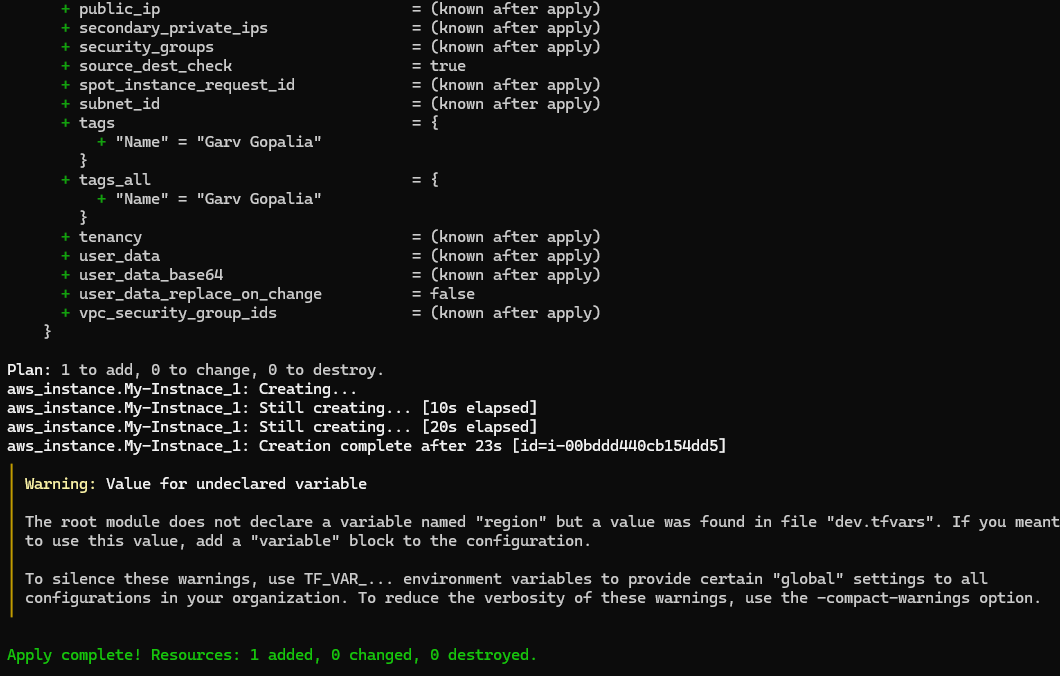 + public_ip = (known after apply)
+ secondary_private_ips = (known after apply)
+ security_groups = (known after apply)
+ source_dest_check = true
+ spot_instance_request_id = (known after apply)
+ subnet_id = (known after apply)
+ tags = {
+ "Name" = "Garv Gopalia"
}
+ tags_all = {
+ "Name" = "Garv Gopalia"
}
+ tenancy = (known after apply)
+ user_data = (known after apply)
+ user_data_base64 = (known after apply)
+ user_data_replace_on_change = false
+ vpc_security_group_ids = (known after apply)
}
Plan: 1 to add, 0 to change, 0 to destroy.
aws_instance.My-Instnace_1: Creating...
aws_instance.My-Instnace_1: Still creating... [10s elapsed]
aws_instance.My-Instnace_1: Still creating... [20s elapsed]
aws_instance.My-Instnace_1: Creation complete after 23s [id=i-00bddd440cb154dd5]
Warning: Value for undeclared variable
The root module does not declare a variable named "region" but a value was found in file "dev.tfvars". If you meant
to use this value, add a "variable" block to the configuration.
To silence these warnings, use TF_VAR_... environment variables to provide certain "global" settings to all
configurations in your organization. To reduce the verbosity of these warnings, use the -compact-warnings option.
Apply complete! Resources: 1 added, 0 changed, 0 destroyed.